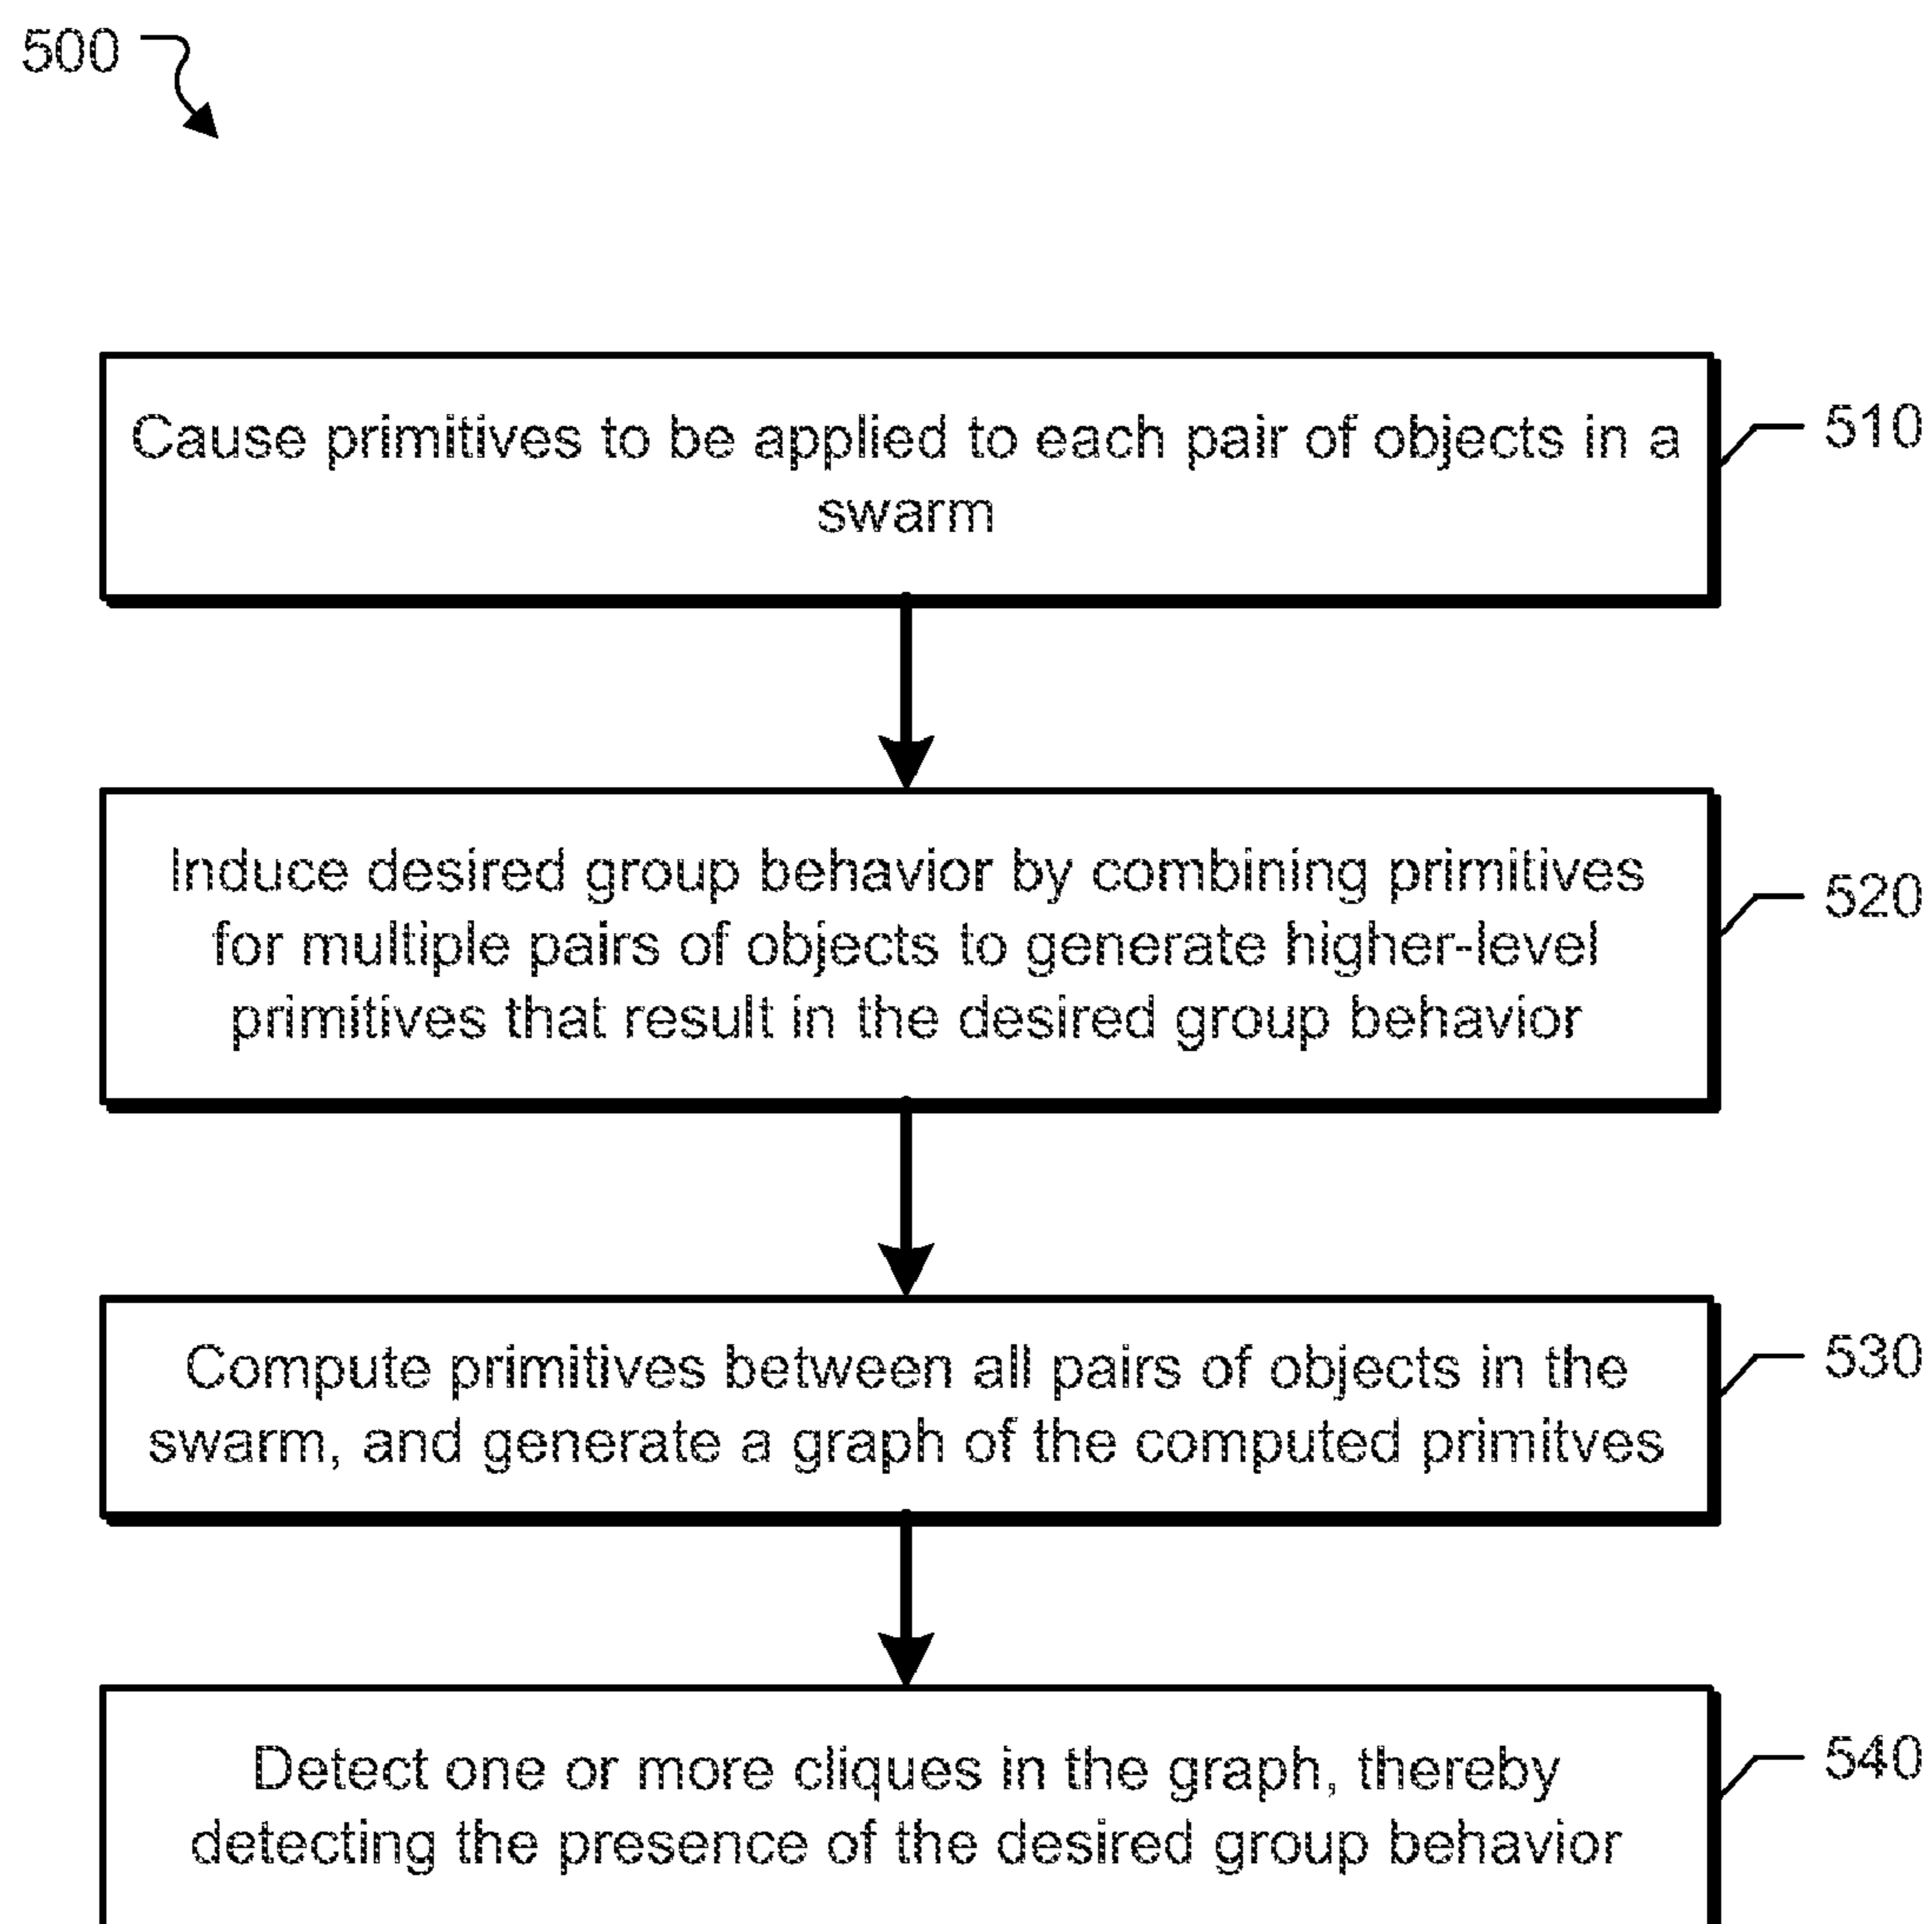 500
Cause primitives to be applied to each pair of objects in a
swarm
510
Induce desired group behavior by combining primitives
for multiple pairs of objects to generate higher-level
primitives that result in the desired group behavior
520
Compute primitives between all pairs of objects in the
swarm, and generate a graph of the computed primitves
530
Detect one or more cliques in the graph, thereby
detecting the presence of the desired group behavior
540